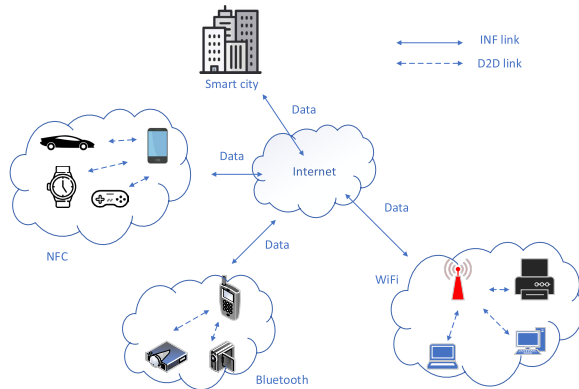 INF link
D2D link
Smart city
Data
Data
Internet
Data
Data
NFC
WiFi
Bluetooth